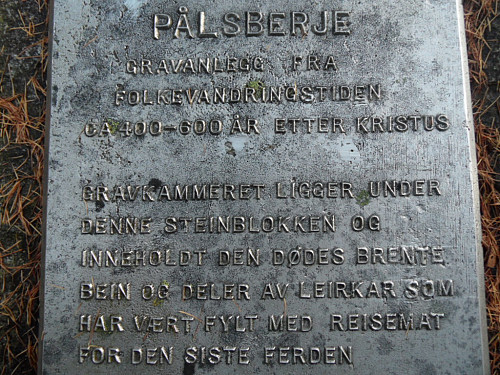 PÅLSBERJE
GRAVANLEGG FRA
FOLKEVANDRINGSTIDEN
CA 400-600 ÅR ETTER KRISTUS
GRAVKAMMERET LIGGER UNDER
DENNE STEINBLOKKEN OG
INNEHOLDT DEN DØDES BRENTE
BEIN OG DELER AV LEIRKAR SOM
HAR VÆRT FYLT MED REISEMAT
FOR DEN SISTE FERDEN